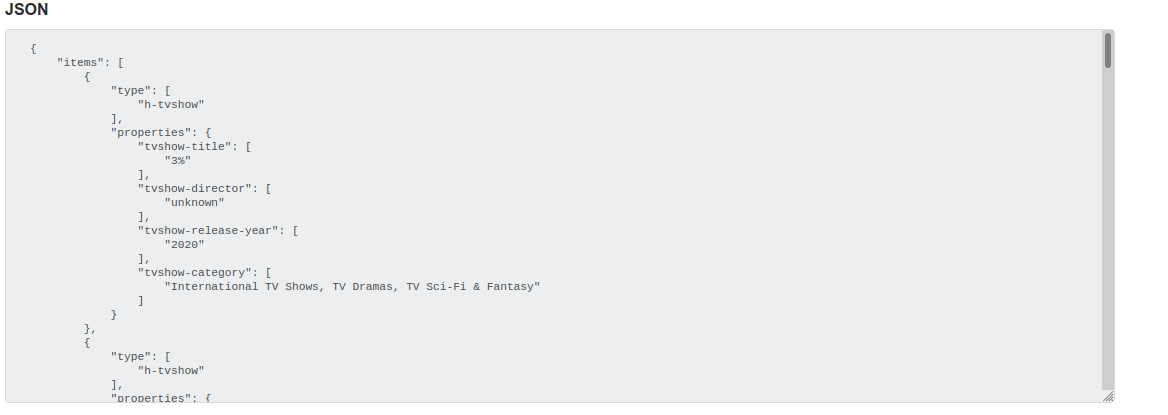 JSON
{
    "items": [
        {
            "type": [
                "h-tvshow"
            ],
            "properties": {
                "tvshow-title": [
                    "3%"
                ],
                "tvshow-director": [
                    "unknown"
                ],
                "tvshow-release-year": [
                    "2020"
                ],
                "tvshow-category": [
                    "International TV Shows, TV Dramas, TV Sci-Fi & Fantasy"
                ]
            }
        },
        {
            "type": [
                "h-tvshow"
            ],
            "properties": {